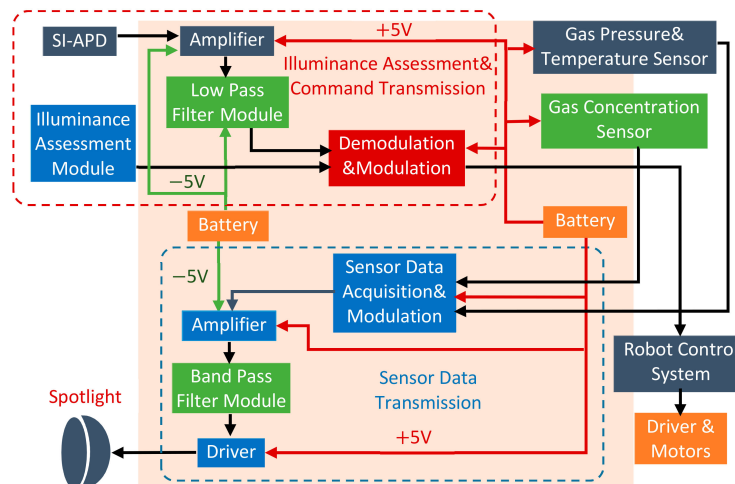 +5V
SI-APD
Amplifier
Gas Pressure&
Temperature Sensor
Illuminance Assessment&
Command Transmission
Low Pass
Filter Module
Gas Concentration
Sensor
Illuminance
Assessment
Module
Demodulation
&Modulation
−5V
Battery
Battery
−5V
Sensor Data
Acquisition&
Modulation
Amplifier
Robot Control
System
Band Pass
Filter Module
Sensor Data
Transmission
Spotlight
Driver &
Motors
Driver
+5V